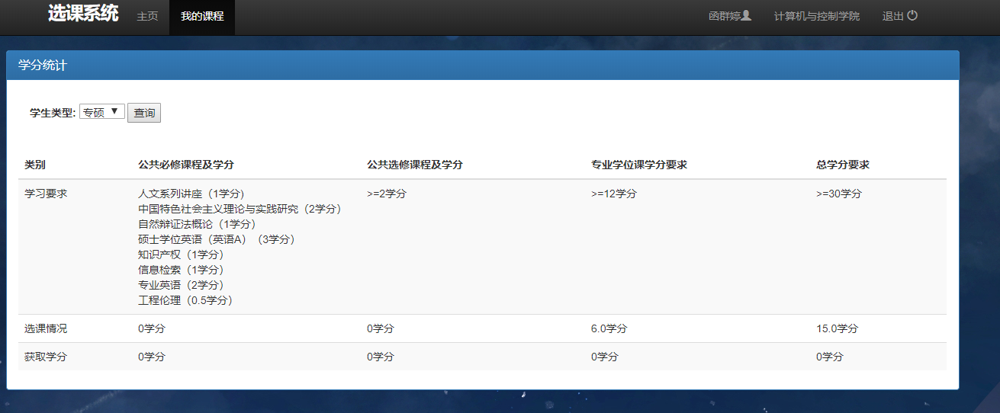 选课系统 主页 我的课程 函群婷 计算机与控制学院 退出
学分统计
学生类型: 专硕 ▼ 查询
类别 公共必修课程及学分 公共选修课程及学分 专业学位课学分要求 总学分要求
学习要求 人文系列讲座（1学分) >=2学分 >=12学分 >=30学分
中国特色社会主义理论与实践研究（2学分）
自然辩证法概论（1学分）
硕士学位英语（英语A）（3学分）
知识产权（1学分）
信息检索（1学分）
专业英语（2学分）
工程伦理（0.5学分）
选课情况 0学分 0学分 6.0学分 15.0学分
获取学分 0学分 0学分 0学分 0学分